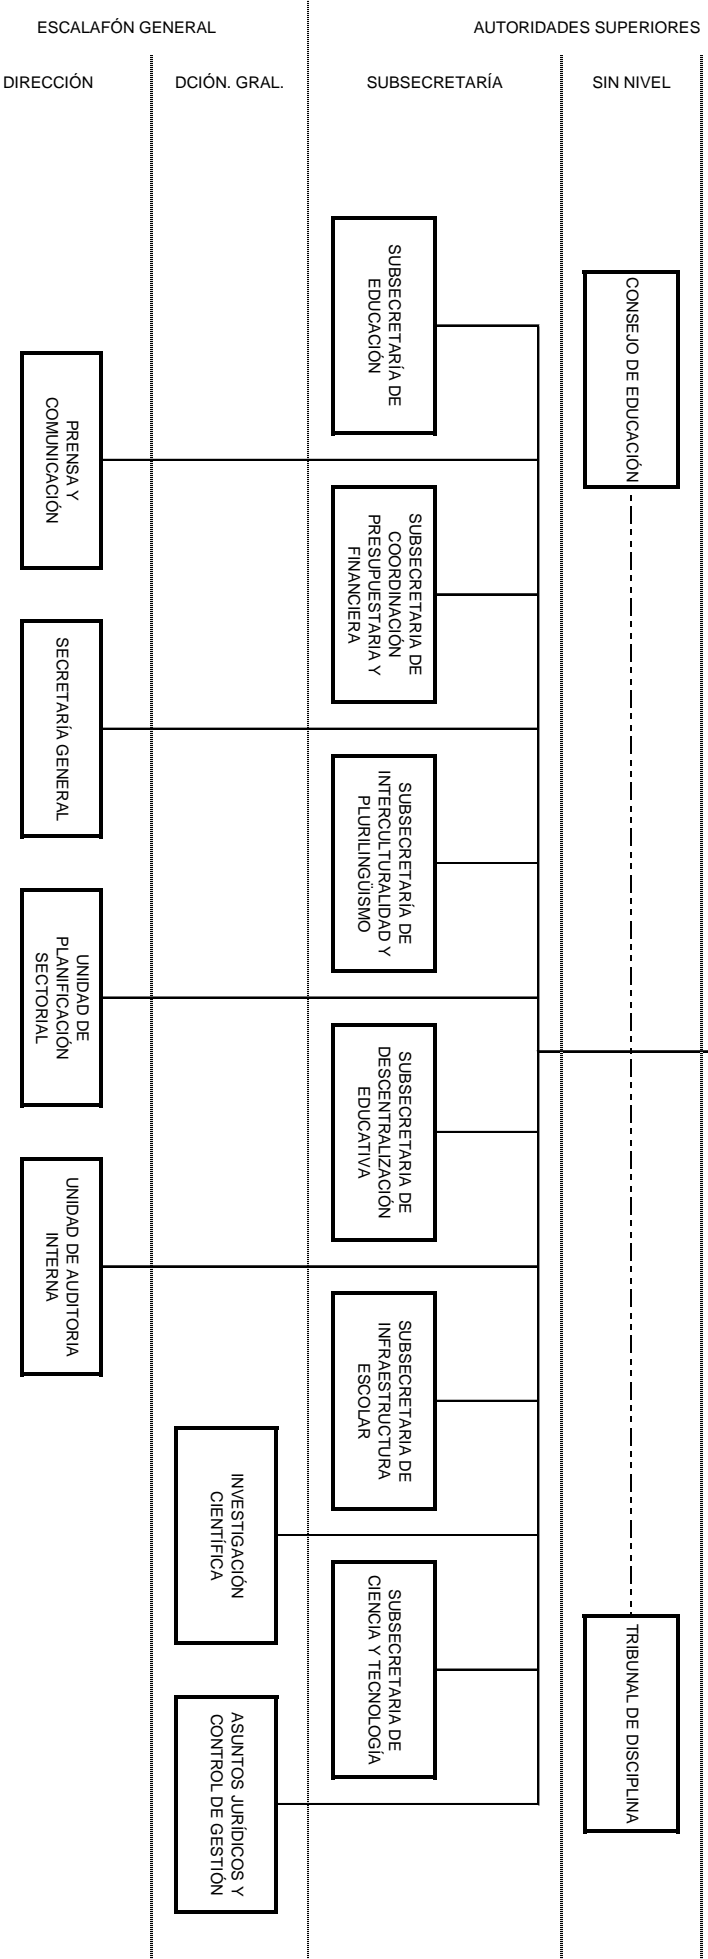 ESCALAFÓN GENERAL
AUTORIDADES SUPERIORES
DIRECCIÓN
DCIÓN. GRAL.
SUBSECRETARÍA
SIN NIVEL
CONSEJO DE EDUCACIÓN
TRIBUNAL DE DISCIPLINA
SUBSECRETARÍA DE
EDUCACIÓN
SUBSECRETARIA DE
COORDINACIÓN
PRESUPUESTARIA Y
FINANCIERA
SUBSECRETARÍA DE
INTERCULTURALIDAD Y
PLURILINGÜISMO
SUBSECRETARIA DE
DESCENTRALIZACIÓN
EDUCATIVA
SUBSECRETARIA DE
INFRAESTRUCTURA
ESCOLAR
SUBSECRETARIA DE
CIENCIA Y TECNOLOGÍA
INVESTIGACIÓN
CIENTÍFICA
ASUNTOS JURÍDICOS Y
CONTROL DE GESTIÓN
PRENSA Y
COMUNICACIÓN
SECRETARÍA GENERAL
UNIDAD DE
PLANIFICACIÓN
SECTORIAL
UNIDAD DE AUDITORIA
INTERNA